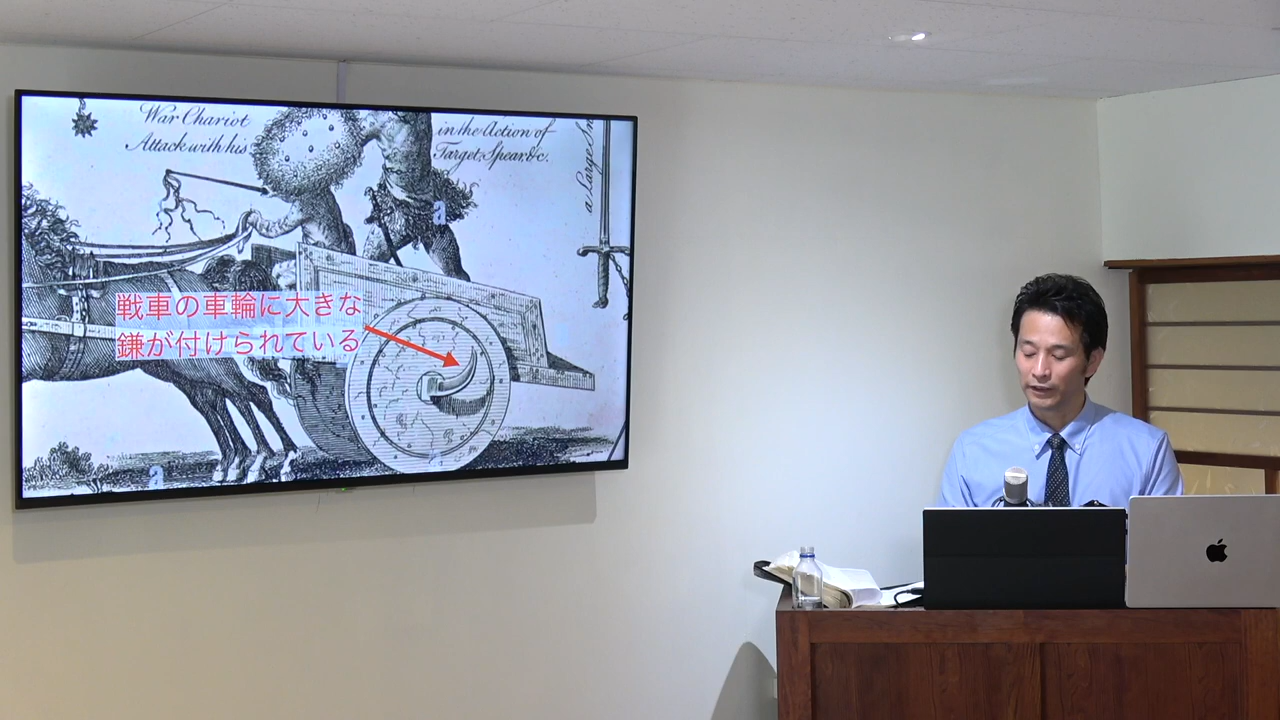 War Chariot
Attack with his
in the Action of
Target, Spear, &c.
a Large
戦車の車輪に大きな
鎌が付けられている